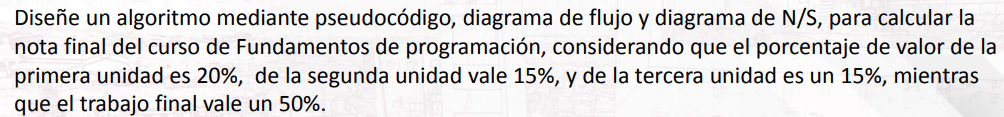 Diseñe un algoritmo mediante pseudocódigo, diagrama de flujo y diagrama de N/S, para calcular la
nota final del curso de Fundamentos de programación, considerando que el porcentaje de valor de la
primera unidad es 20%, de la segunda unidad vale 15%, y de la tercera unidad es un 15%, mientras
que el trabajo final vale un 50%.